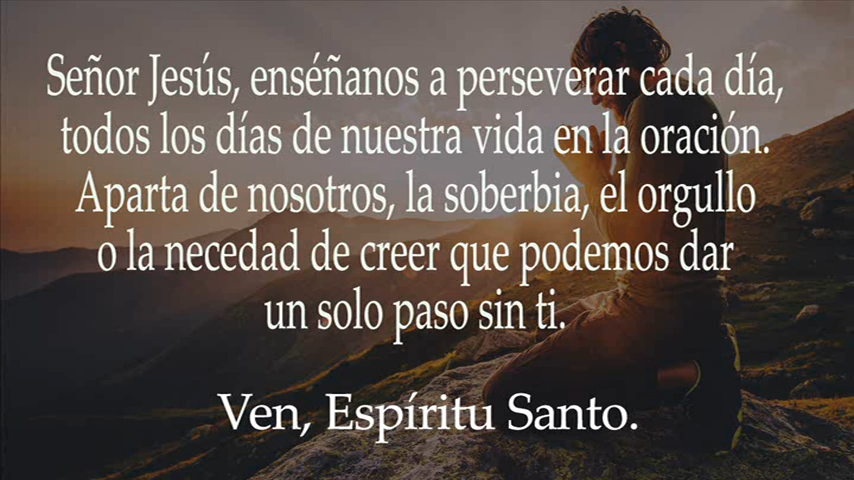 Señor Jesús, enséñanos a perseverar cada día,
todos los días de nuestra vida en la oración.
Aparta de nosotros, la soberbia, el orgullo
o la necedad de creer que podemos dar
un solo paso sin ti.
Ven, Espíritu Santo.